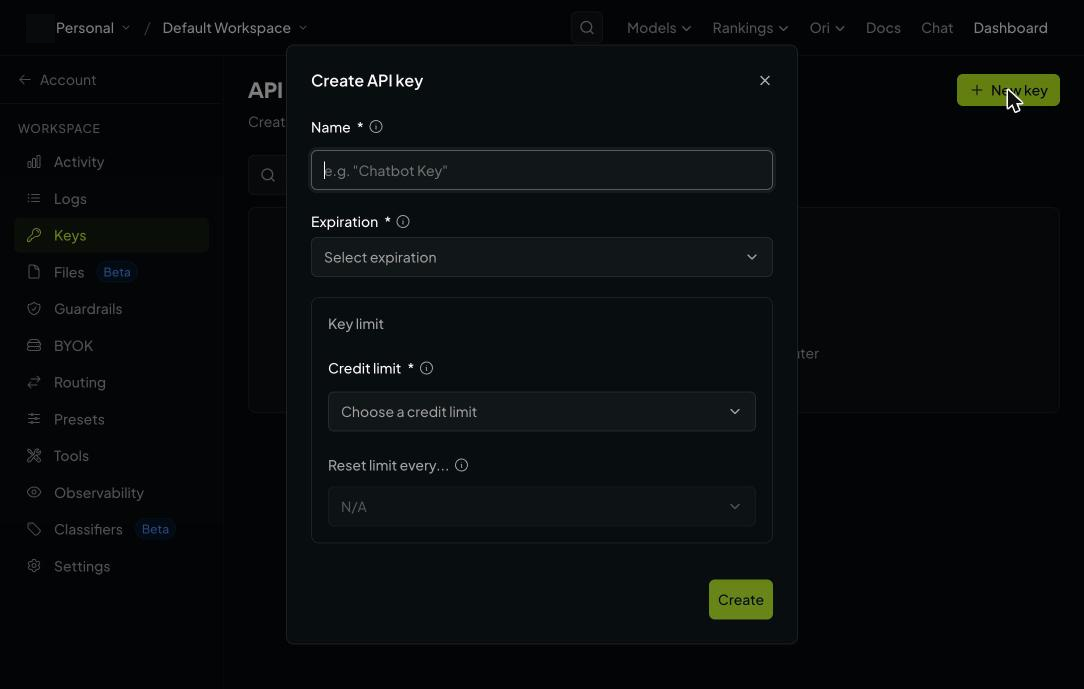 Personal / Default Workspace
Models
Rankings
Ori
Docs
Chat
Dashboard
Account
WORKSPACE
Activity
Logs
Keys
Files Beta
Guardrails
BYOK
Routing
Presets
Tools
Observability
Classifiers Beta
Settings
API
Creat
New key
Create API key
Name *
e.g. "Chatbot Key"
Expiration *
Select expiration
Key limit
Credit limit *
Choose a credit limit
Reset limit every...
N/A
Create